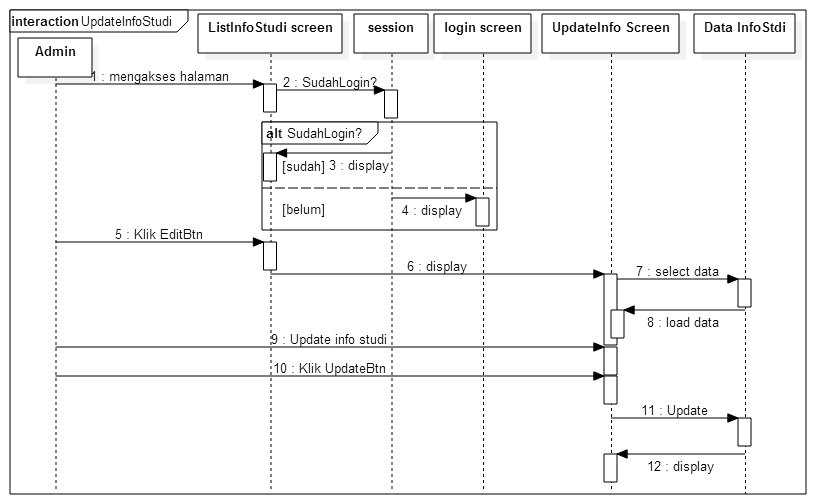 interaction UpdateInfoStudi
Admin
ListInfoStudi screen
session
login screen
UpdateInfo Screen
Data InfoStdi
1 : mengakses halaman
2 : SudahLogin?
alt SudahLogin?
[sudah]
3 : display
[belum]
4 : display
5 : Klik EditBtn
6 : display
7 : select data
8 : load data
9 : Update info studi
10 : Klik UpdateBtn
11 : Update
12 : display